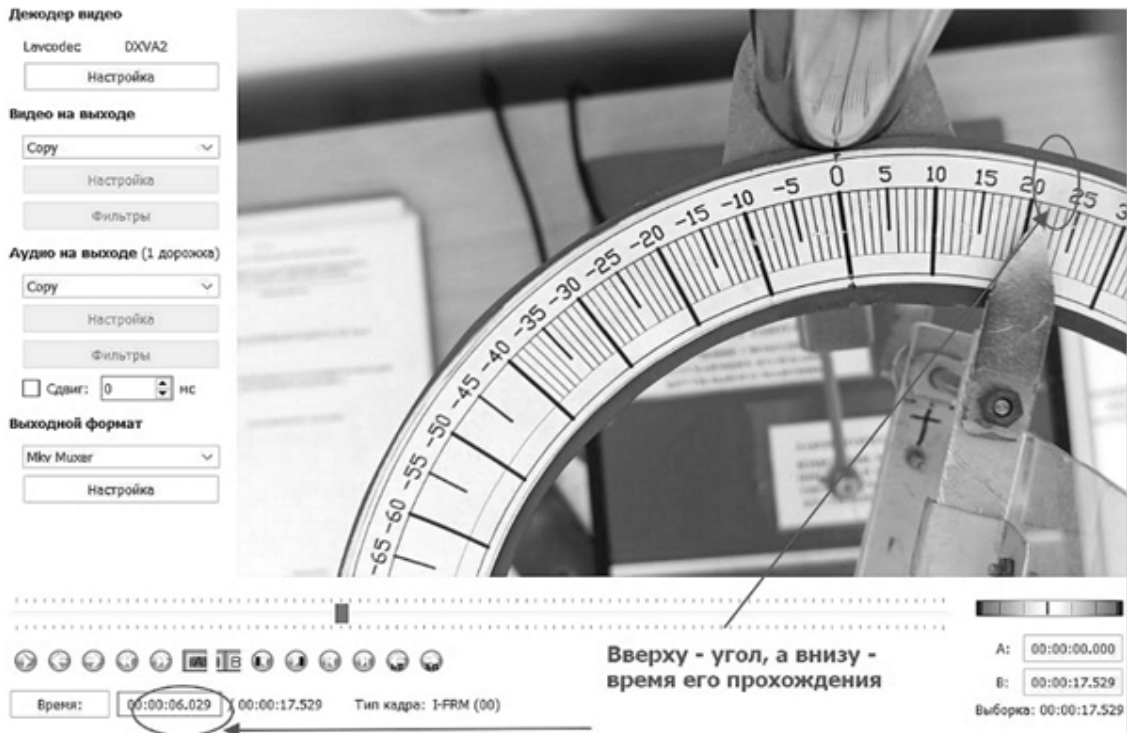 Декодер видео
Lavcodec DXVA2
Настройка
Видео на выходе
Copy
Настройка
Фильтры
Аудио на выходе (1 дорожка)
Copy
Настройка
Фильтры
Сдвиг: 0 мс
Выходной формат
Mkv Muxer
Настройка
-65 -60 -55 -50 -45 -40 -35 -30 -25 -20 -15 -10 -5 0 5 10 15 20 25
Вверху - угол, а внизу -
время его прохождения
A: 00:00:00.000
B: 00:00:17.529
Выборка: 00:00:17.529
Время: 00:00:06.029 / 00:00:17.529 Тип кадра: I-FRM (00)